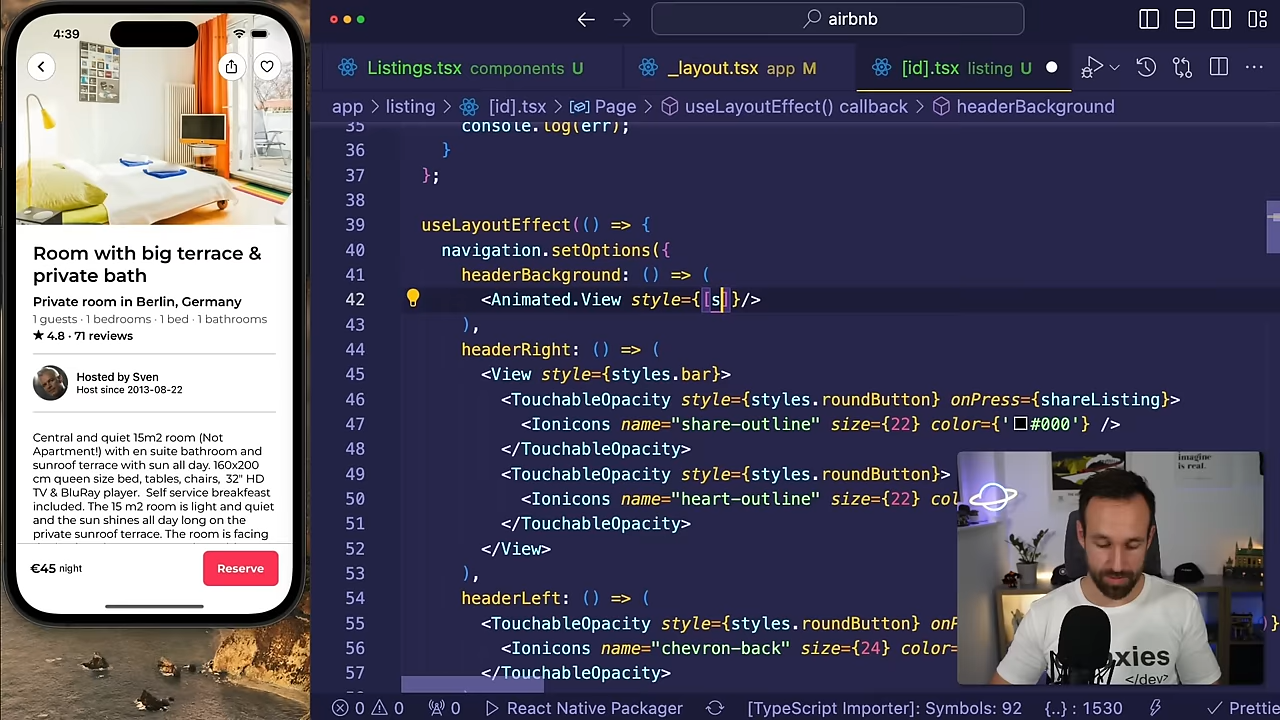 4:39
Room with big terrace &
private bath
Private room in Berlin, Germany
1 guests · 1 bedrooms · 1 bed · 1 bathrooms
★ 4.8 · 71 reviews
Hosted by Sven
Host since 2013-08-22
Central and quiet 15m2 room (Not
Apartment!) with en suite bathroom and
sunroof terrace with sun all day. 160x200
cm queen size bed, tables, chairs, 32" HD
TV & BluRay player. Self service breakfeast
included. The 15 m2 room is light and quiet
and the sun shines all day long on the
private sunroof terrace. The room is facing
€45 night
Reserve
airbnb
Listings.tsx components U
_layout.tsx app M
[id].tsx listing U
app > listing > [id].tsx > Page > useLayoutEffect() callback > headerBackground
35 console.log(err);
36 }
37 };
38
39 useLayoutEffect(() => {
40 navigation.setOptions({
41 headerBackground: () => (
42 <Animated.View style={[s]}/>
43 ),
44 headerRight: () => (
45 <View style={styles.bar}>
46 <TouchableOpacity style={styles.roundButton} onPress={shareListing}>
47 <Ionicons name="share-outline" size={22} color={'#000'} />
48 </TouchableOpacity>
49 <TouchableOpacity style={styles.roundButton}>
50 <Ionicons name="heart-outline" size={22} col
51 </TouchableOpacity>
52 </View>
53 ),
54 headerLeft: () => (
55 <TouchableOpacity style={styles.roundButton} onP
56 <Ionicons name="chevron-back" size={24} color=
57 </TouchableOpacity>
imagine
is real.
</dev>
0 0 0 React Native Packager [TypeScript Importer]: Symbols: 92 {..} : 1530 Prettie